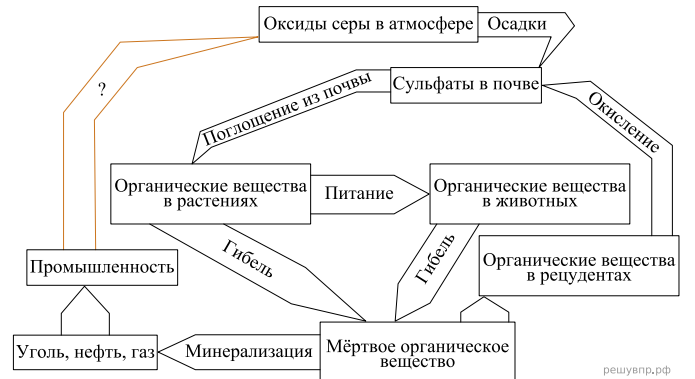 Оксиды серы в атмосфере
Осадки
Сульфаты в почве
?
Поглощение из почвы
Окисление
Органические вещества
в растениях
Питание
Органические вещества
в животных
Гибель
Гибель
Органические вещества
в рецудентах
Промышленность
Уголь, нефть, газ
Минерализация
Мёртвое органическое
вещество
решувпр.рф